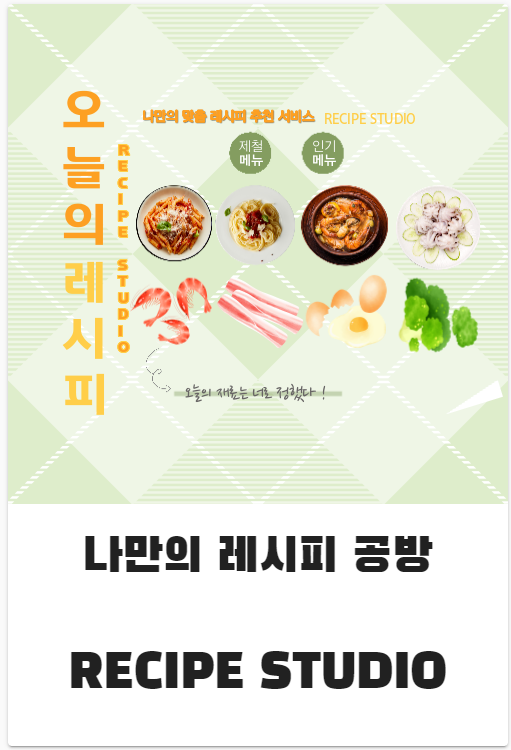 오늘의 레시피
RECIPE STUDIO
나만의 맞춤 레시피 추천 서비스 RECIPE STUDIO
제철
메뉴
인기
메뉴
오늘의 재료는 너로 정했다 !
나만의 레시피 공방
RECIPE STUDIO